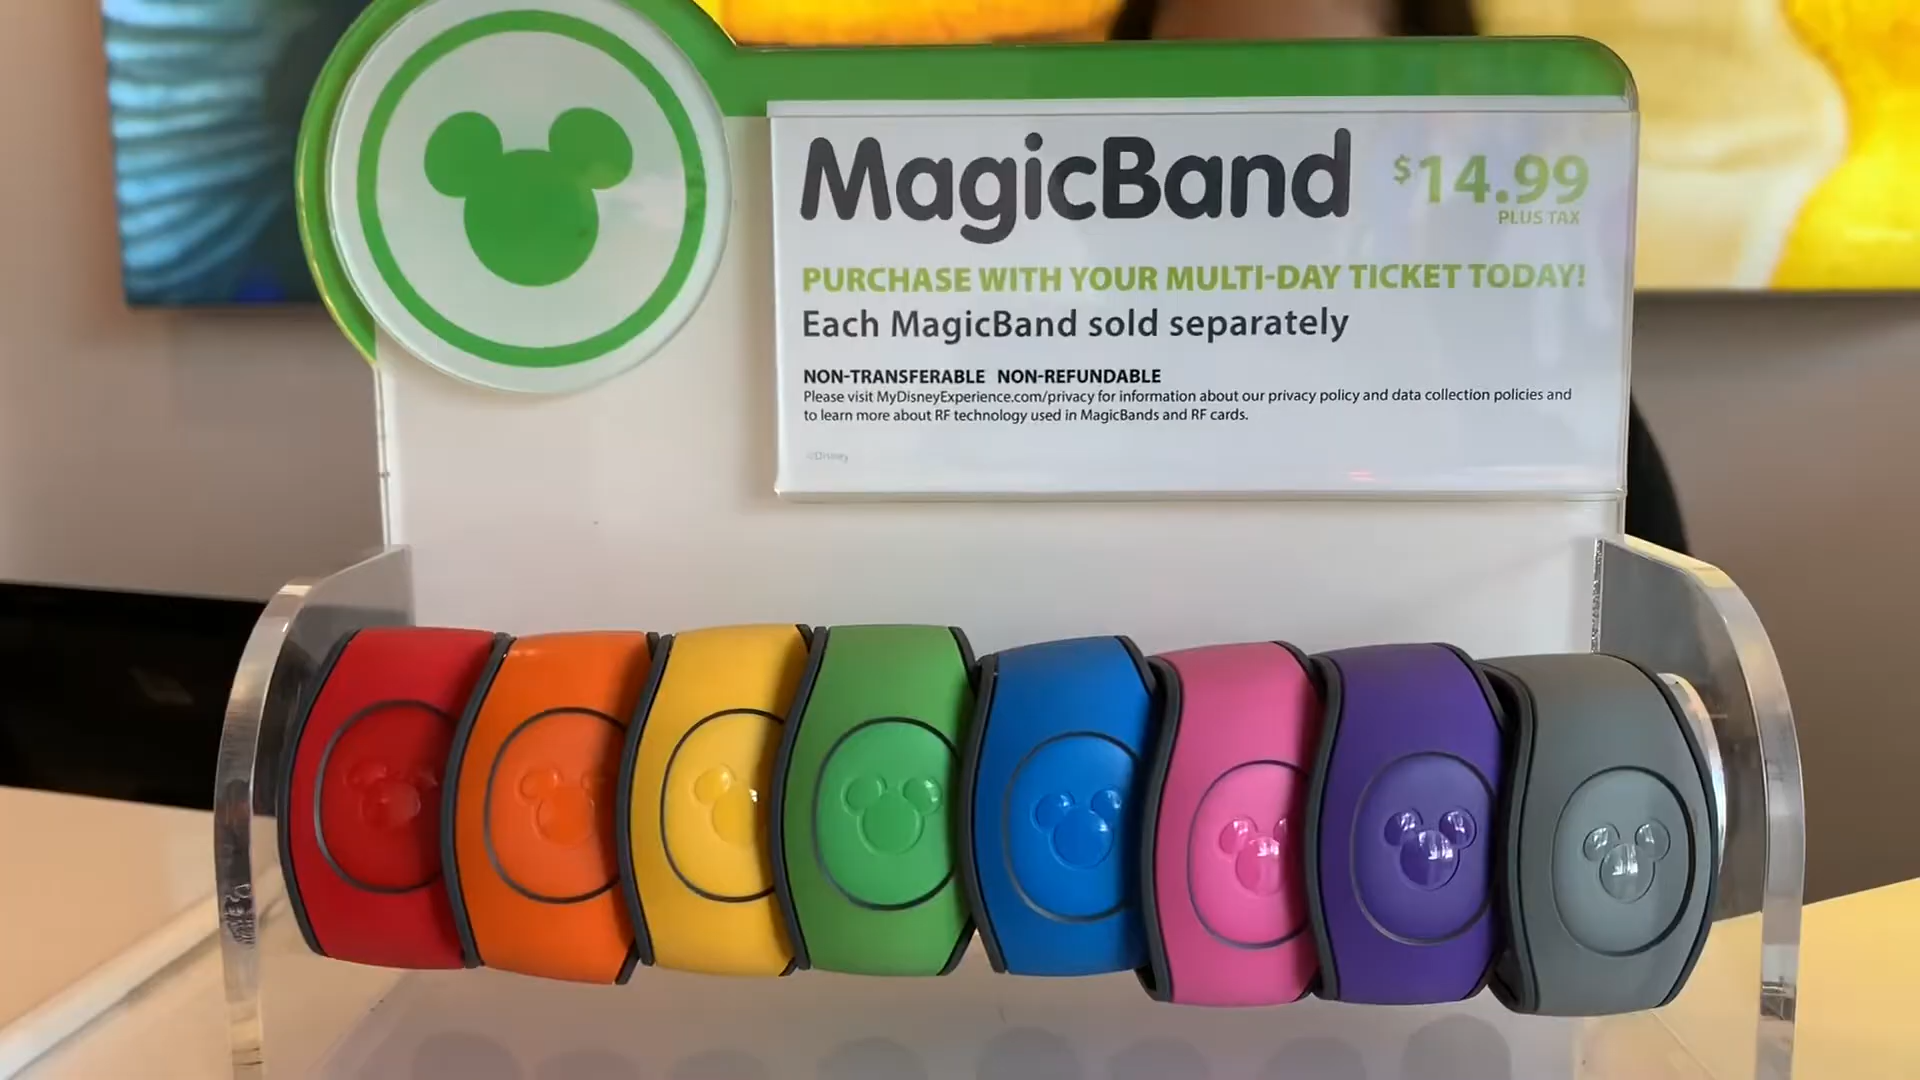 MagicBand $14.99
PLUS TAX
PURCHASE WITH YOUR MULTI-DAY TICKET TODAY!
Each MagicBand sold separately
NON-TRANSFERABLE NON-REFUNDABLE
Please visit MyDisneyExperience.com/privacy for information about our privacy policy and data collection policies and
to learn more about RF technology used in MagicBands and RF cards.
©Disney